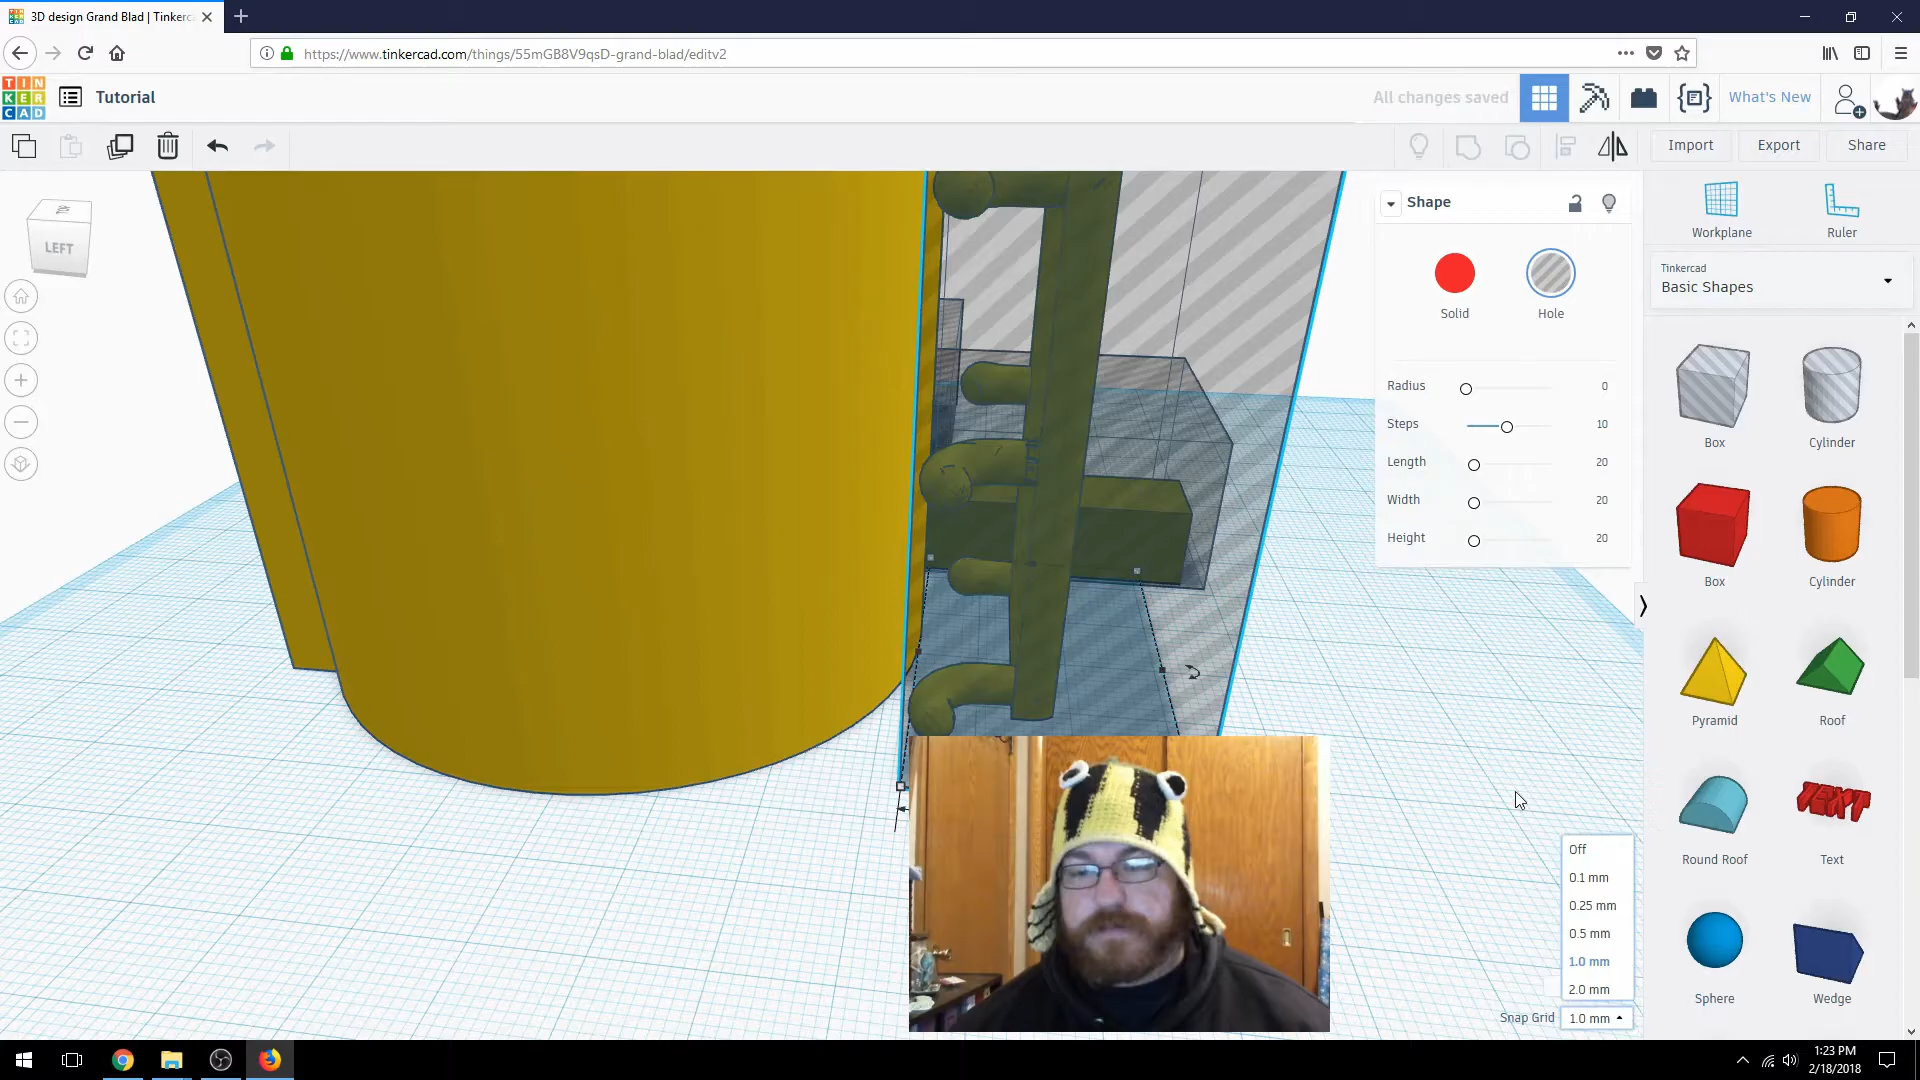 3D design Grand Blad | Tinkerc
https://www.tinkercad.com/things/55mGB8V9qsD-grand-blad/editv2
TIN
KER
CAD
Tutorial
All changes saved
What's New
Import
Export
Share
LEFT
Shape
Solid
Hole
Radius 0
Steps 10
Length 20
Width 20
Height 20
Workplane
Ruler
Tinkercad
Basic Shapes
Box
Cylinder
Box
Cylinder
Pyramid
Roof
TEXT
Round Roof
Text
Sphere
Wedge
Off
0.1 mm
0.25 mm
0.5 mm
1.0 mm
2.0 mm
Snap Grid 1.0 mm
1:23 PM
2/18/2018